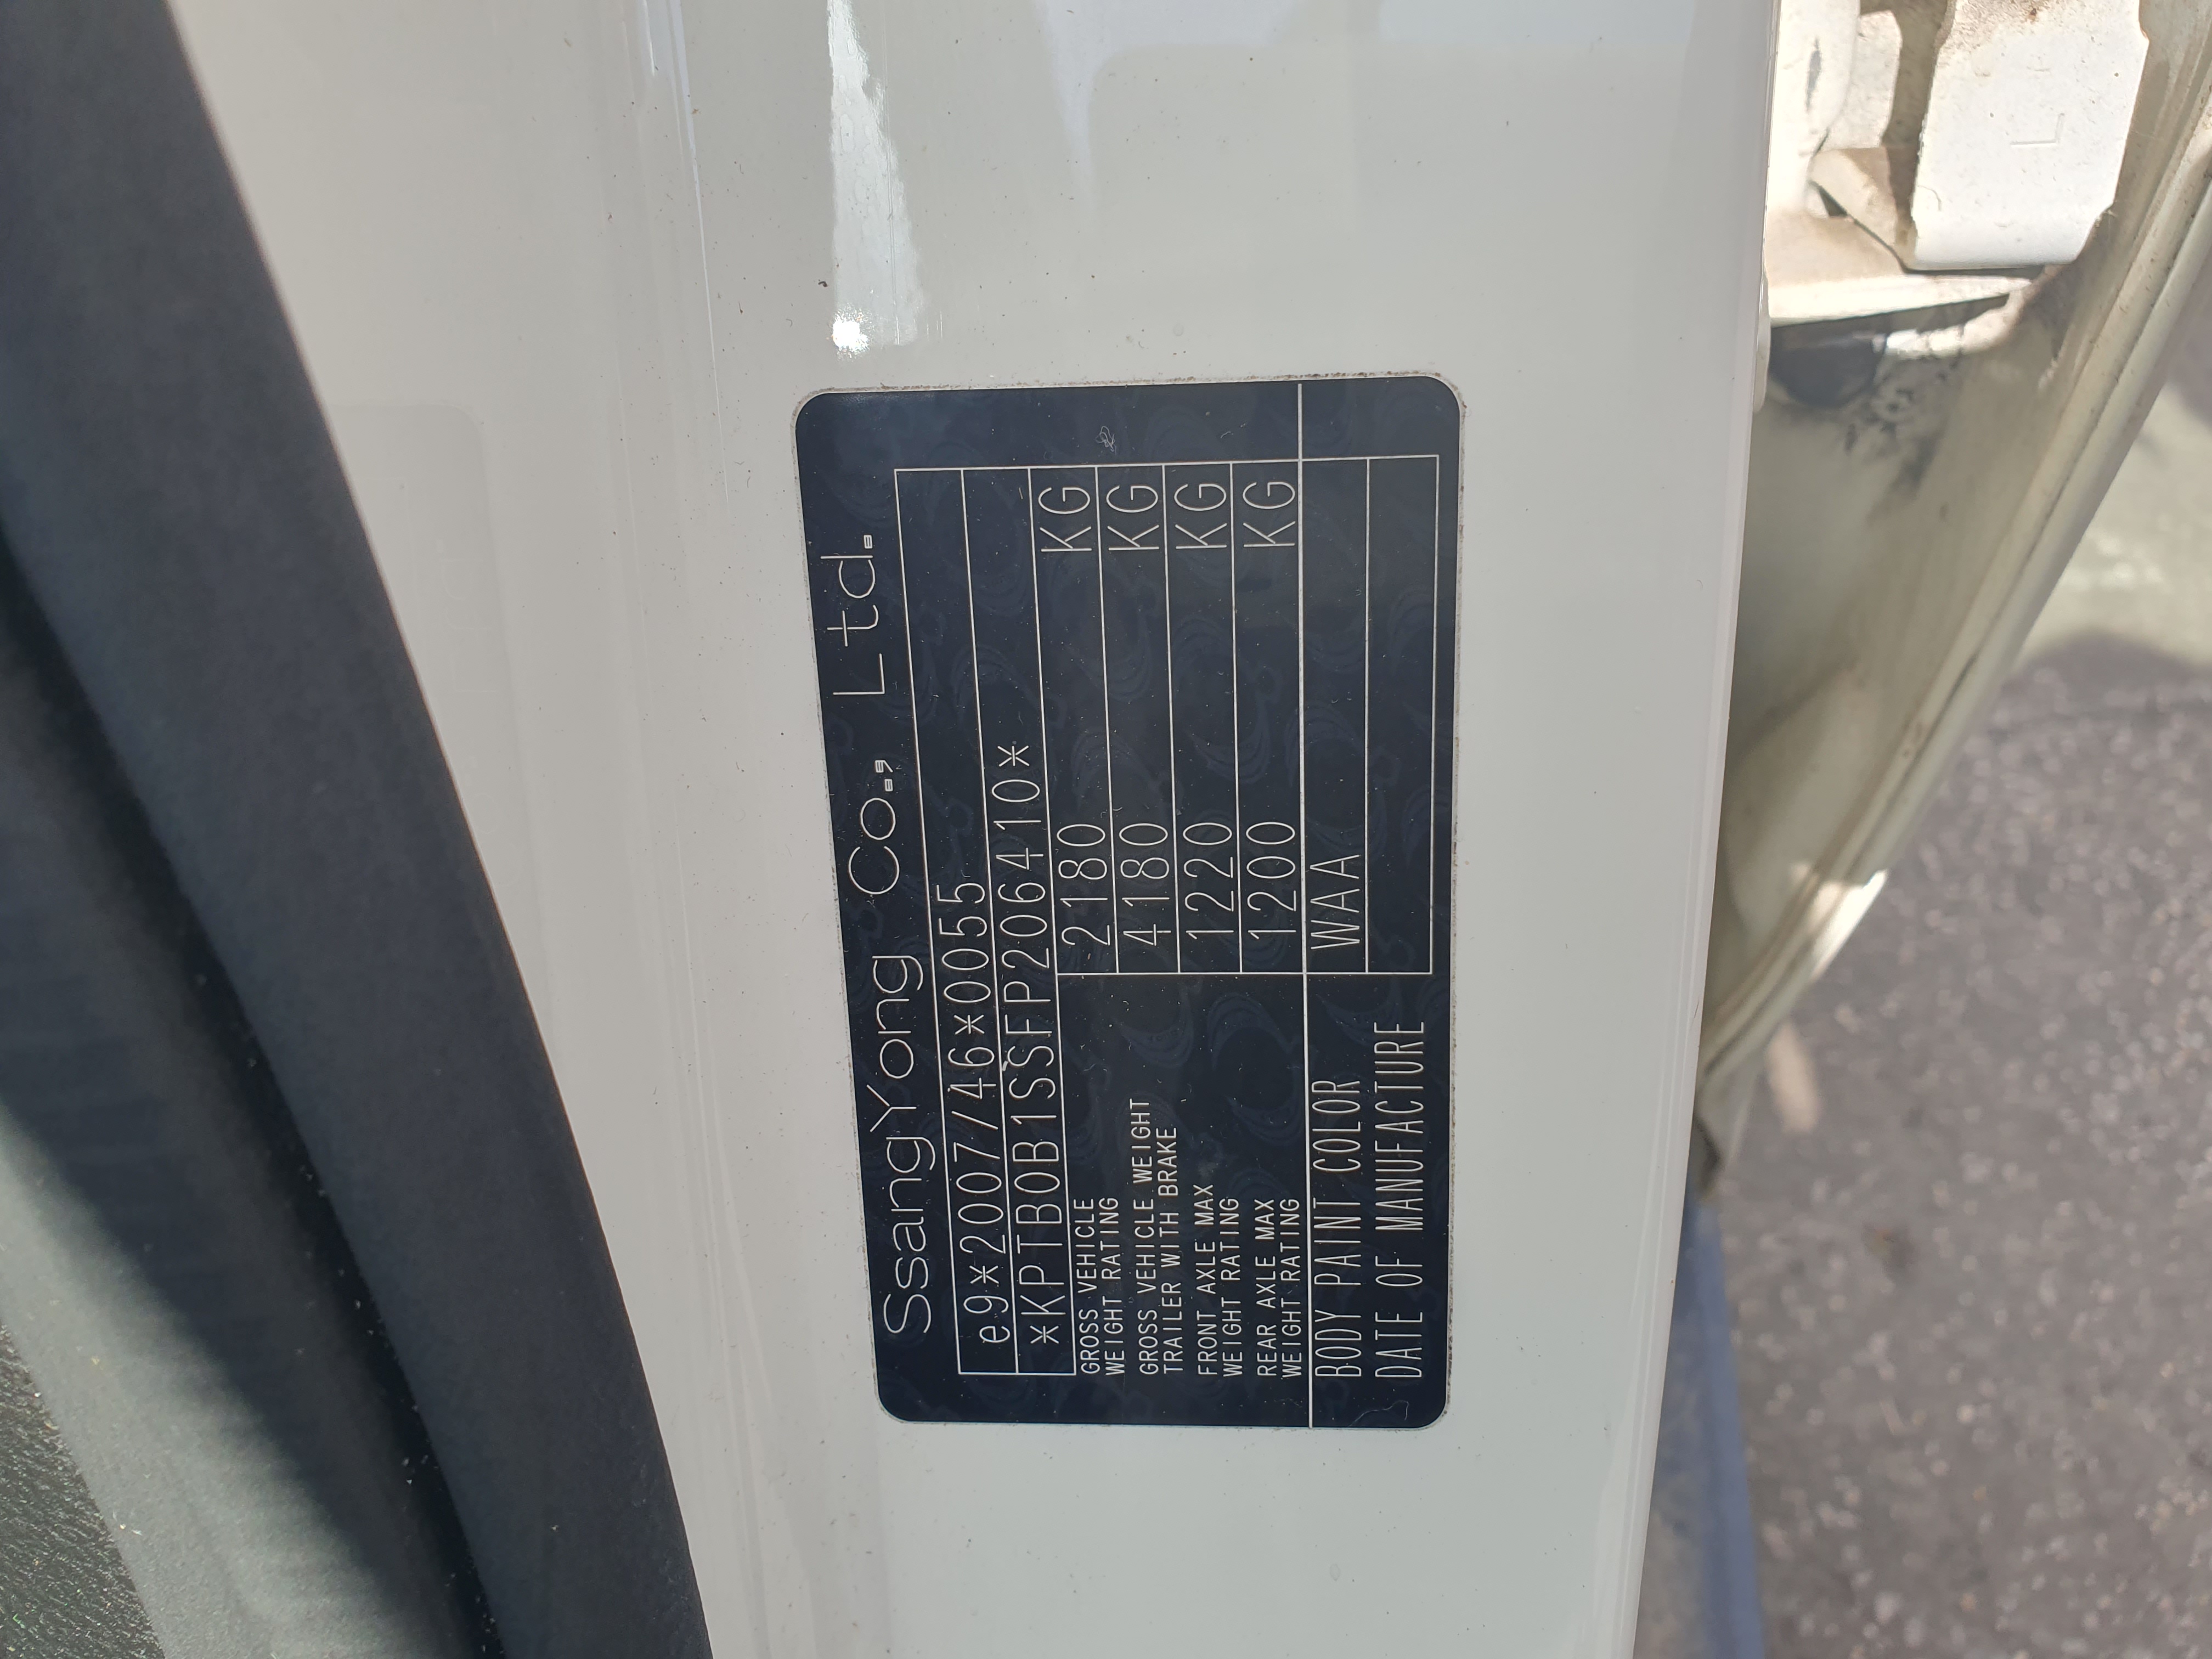 SsangYong Co., Ltd.
e9*2007/46*0055
*KPTB0B1SSFP206410*
GROSS VEHICLE WEIGHT RATING 2180 KG
GROSS VEHICLE WEIGHT TRAILER WITH BRAKE 4180 KG
FRONT AXLE MAX WEIGHT RATING 1220 KG
REAR AXLE MAX WEIGHT RATING 1200 KG
BODY PAINT COLOR WAA
DATE OF MANUFACTURE